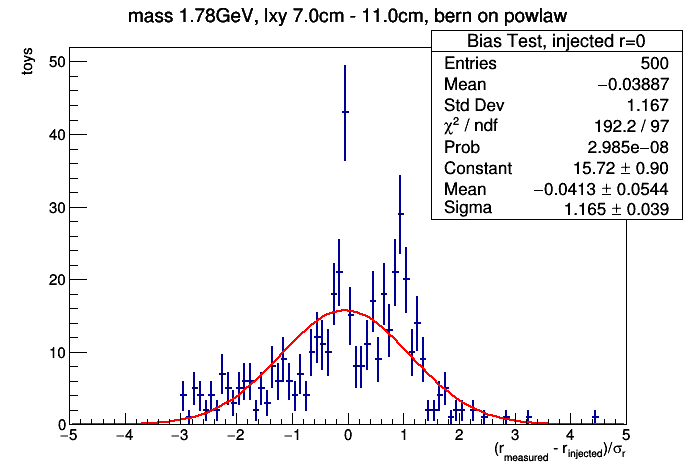 mass 1.78GeV, lxy 7.0cm - 11.0cm, bern on powlaw
toys
Bias Test, injected r=0
Entries 500
Mean −0.03887
Std Dev 1.167
χ² / ndf 192.2 / 97
Prob 2.985e−08
Constant 15.72 ± 0.90
Mean −0.0413 ± 0.0544
Sigma 1.165 ± 0.039
50
40
30
20
10
0
−5 −4 −3 −2 −1 0 1 2 3 4 5
(r_measured - r_injected)/σ_r